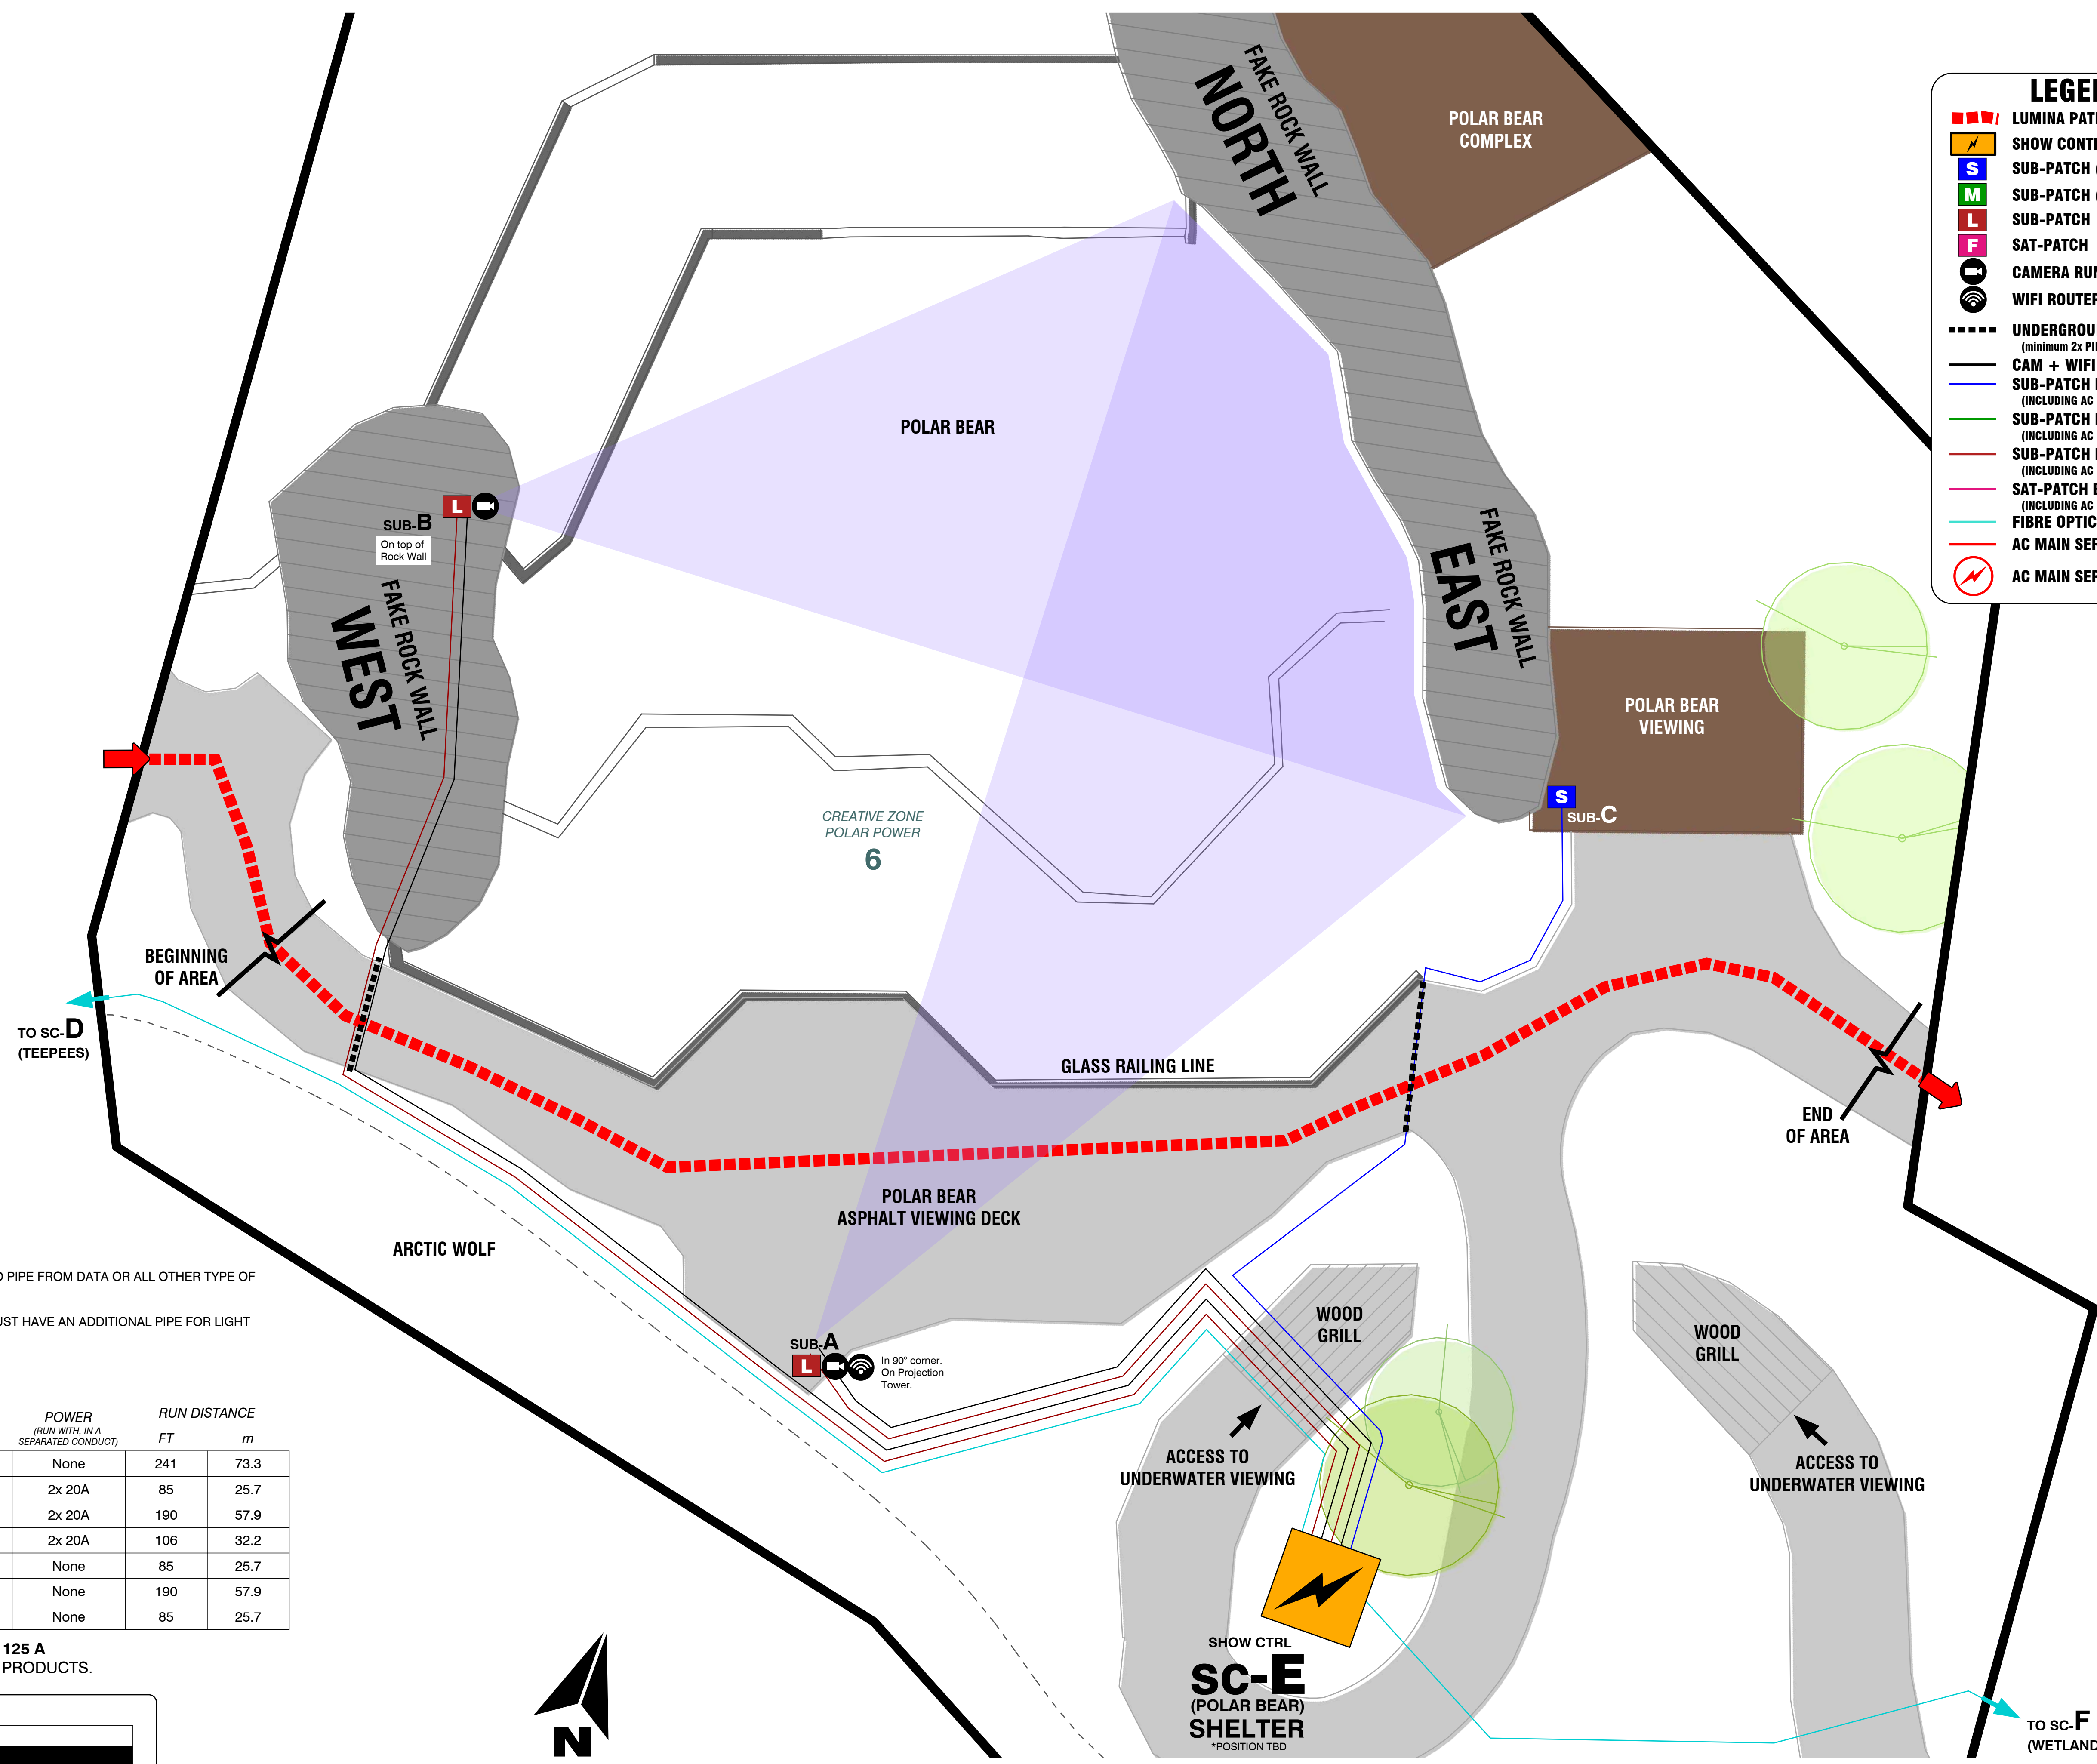 FAKE ROCK WALL
NORTH
POLAR BEAR
COMPLEX
LEGE
LUMINA PAT
SHOW CONT
S SUB-PATCH
M SUB-PATCH
L SUB-PATCH
F SAT-PATCH
CAMERA RU
WIFI ROUTER
UNDERGROU
(minimum 2x PI
CAM + WIFI
SUB-PATCH
(INCLUDING AC
SUB-PATCH
(INCLUDING AC
SUB-PATCH
(INCLUDING AC
SAT-PATCH
(INCLUDING AC
FIBRE OPTIC
AC MAIN SE
AC MAIN SE
POLAR BEAR
L
SUB-B
On top of
Rock Wall
FAKE ROCK WALL
WEST
FAKE ROCK WALL
EAST
POLAR BEAR
VIEWING
S
SUB-C
CREATIVE ZONE
POLAR POWER
6
BEGINNING
OF AREA
TO SC-D
(TEEPEES)
GLASS RAILING LINE
END
OF AREA
POLAR BEAR
ASPHALT VIEWING DECK
ARCTIC WOLF
PIPE FROM DATA OR ALL OTHER TYPE OF
UST HAVE AN ADDITIONAL PIPE FOR LIGHT
WOOD
GRILL
WOOD
GRILL
SUB-A
L
In 90° corner.
On Projection
Tower.
ACCESS TO
UNDERWATER VIEWING
ACCESS TO
UNDERWATER VIEWING
POWER RUN DISTANCE
(RUN WITH, IN A
SEPARATED CONDUCT) FT m
None 241 73.3
2x 20A 85 25.7
2x 20A 190 57.9
2x 20A 106 32.2
None 85 25.7
None 190 57.9
None 85 25.7
125 A
PRODUCTS.
N
SHOW CTRL
SC-E
(POLAR BEAR)
SHELTER
*POSITION TBD
TO SC-F
(WETLAND